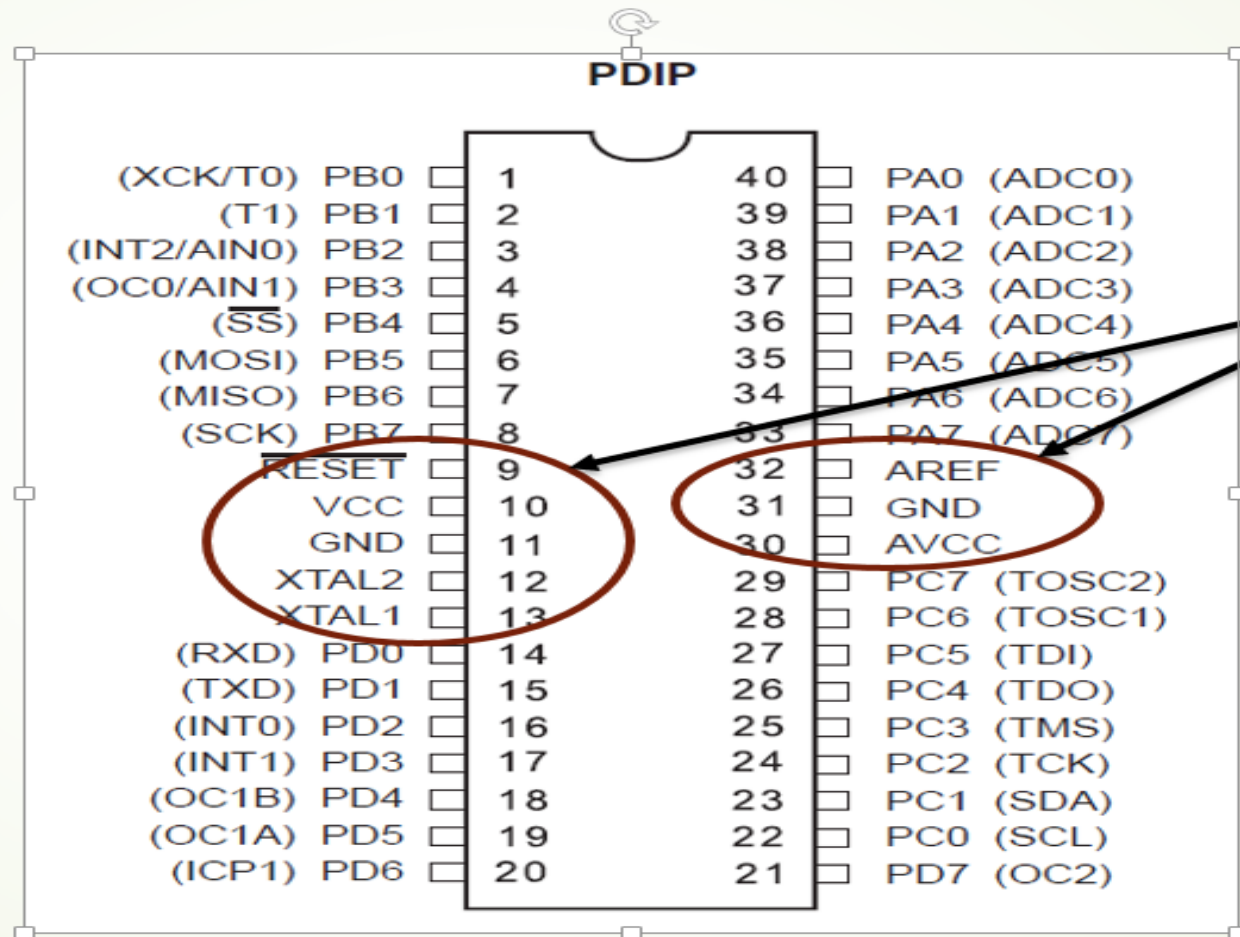 PDIP
(XCK/T0) PB0 1 40 PA0 (ADC0)
(T1) PB1 2 39 PA1 (ADC1)
(INT2/AIN0) PB2 3 38 PA2 (ADC2)
(OC0/AIN1) PB3 4 37 PA3 (ADC3)
(SS) PB4 5 36 PA4 (ADC4)
(MOSI) PB5 6 35 PA5 (ADC5)
(MISO) PB6 7 34 PA6 (ADC6)
(SCK) PB7 8 33 PA7 (ADC7)
RESET 9 32 AREF
VCC 10 31 GND
GND 11 30 AVCC
XTAL2 12 29 PC7 (TOSC2)
XTAL1 13 28 PC6 (TOSC1)
(RXD) PD0 14 27 PC5 (TDI)
(TXD) PD1 15 26 PC4 (TDO)
(INT0) PD2 16 25 PC3 (TMS)
(INT1) PD3 17 24 PC2 (TCK)
(OC1B) PD4 18 23 PC1 (SDA)
(OC1A) PD5 19 22 PC0 (SCL)
(ICP1) PD6 20 21 PD7 (OC2)